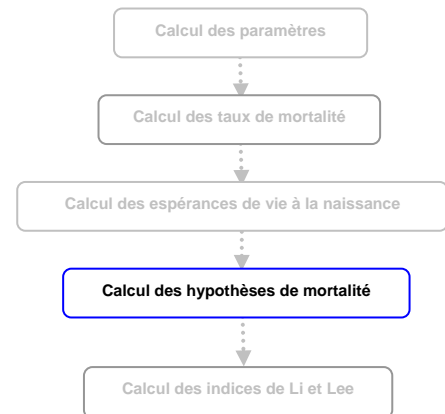 Calcul des paramètres
Calcul des taux de mortalité
Calcul des espérances de vie à la naissance
Calcul des hypothèses de mortalité
Calcul des indices de Li et Lee